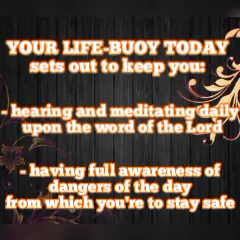 YOUR LIFE-BUOY TODAY
sets out to keep you:
- hearing and meditating daily
upon the word of the Lord
- having full awareness of
dangers of the day
from which you're to stay safe